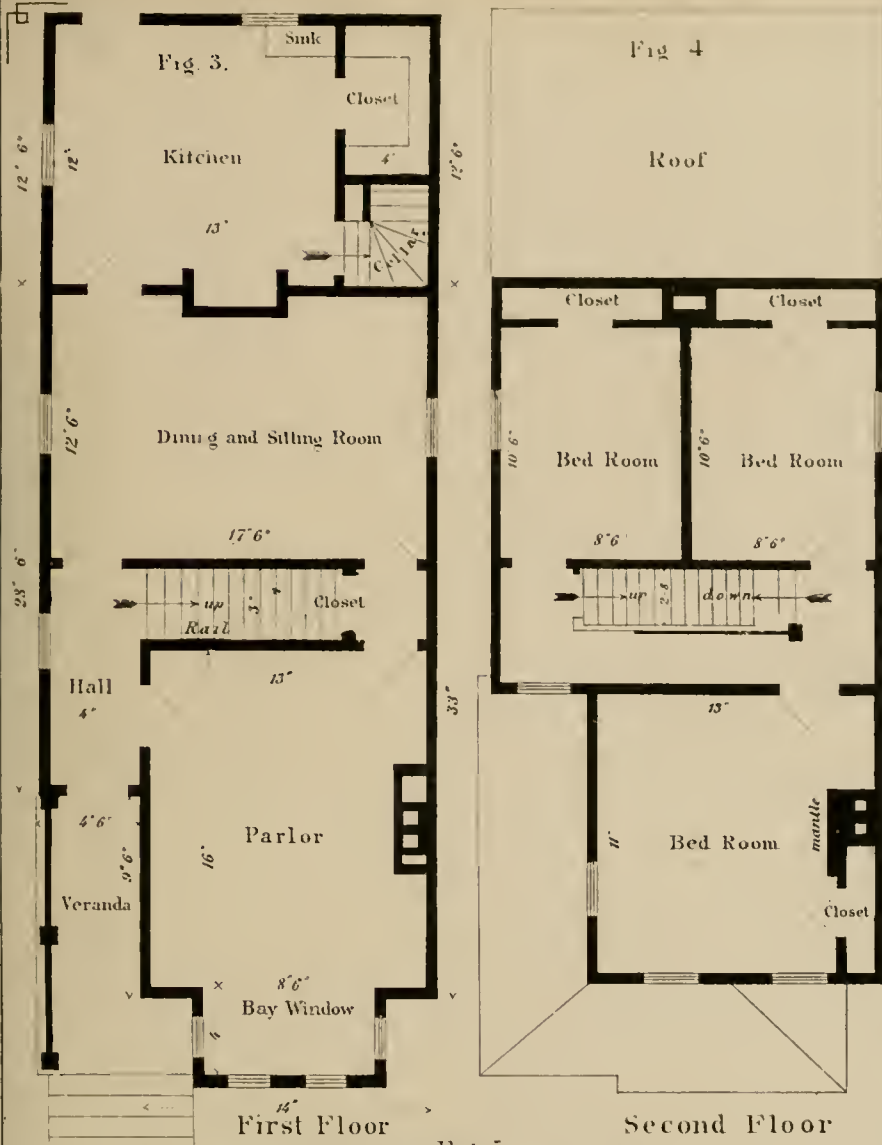 Fig. 3.
Sink
Closet
Kitchen
12'
12' 6"
4'
12' 6"
13'
Cellar
Dining and Sitting Room
12' 6"
17' 6"
28' 6"
up
3' 4
Closet
Rail
13'
Hall
4'
33'
4' 6"
Parlor
16'
9' 6"
Veranda
8' 6"
Bay Window
4
14'
First Floor
Fig 4
Roof
Closet
Closet
10' 6"
Bed Room
10' 6"
Bed Room
8' 6
8' 6"
up
2-8
down
13'
mantle
11'
Bed Room
Closet
Second Floor